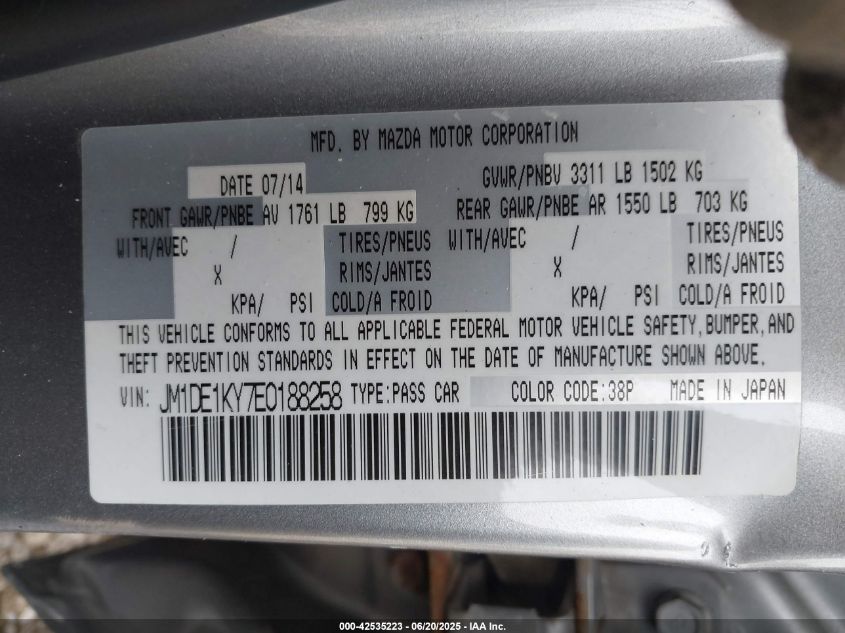 MFD. BY MAZDA MOTOR CORPORATION
DATE 07/14 GVWR/PNBV 3311 LB 1502 KG
FRONT GAWR/PNBE AV 1761 LB 799 KG REAR GAWR/PNBE AR 1550 LB 703 KG
WITH/AVEC / TIRES/PNEUS WITH/AVEC / TIRES/PNEUS
X RIMS/JANTES X RIMS/JANTES
KPA/ PSI COLD/A FROID KPA/ PSI COLD/A FROID
THIS VEHICLE CONFORMS TO ALL APPLICABLE FEDERAL MOTOR VEHICLE SAFETY, BUMPER, AND
THEFT PREVENTION STANDARDS IN EFFECT ON THE DATE OF MANUFACTURE SHOWN ABOVE.
VIN: JM1DE1KY7E0188258 TYPE: PASS CAR COLOR CODE: 38P MADE IN JAPAN
000-42535223 - 06/20/2025 - IAA Inc.